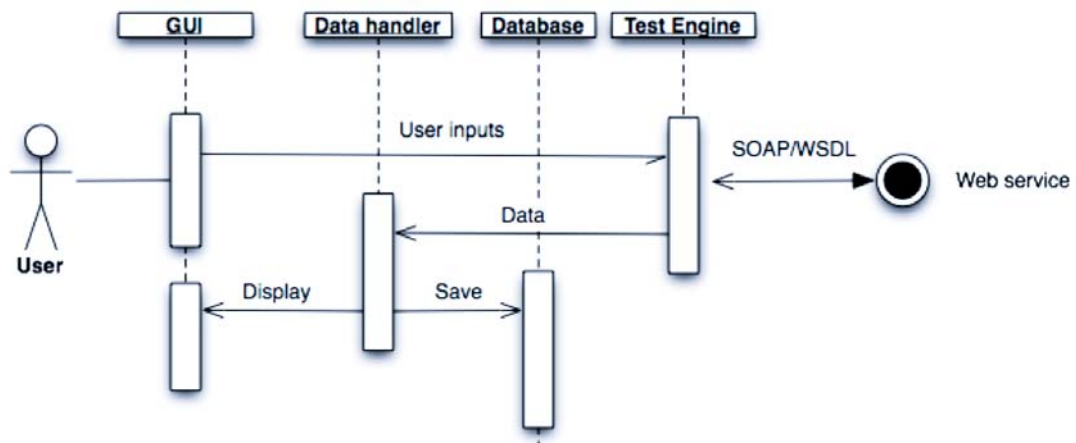 GUI
Data handler
Database
Test Engine
User inputs
SOAP/WSDL
Web service
Data
User
Display
Save